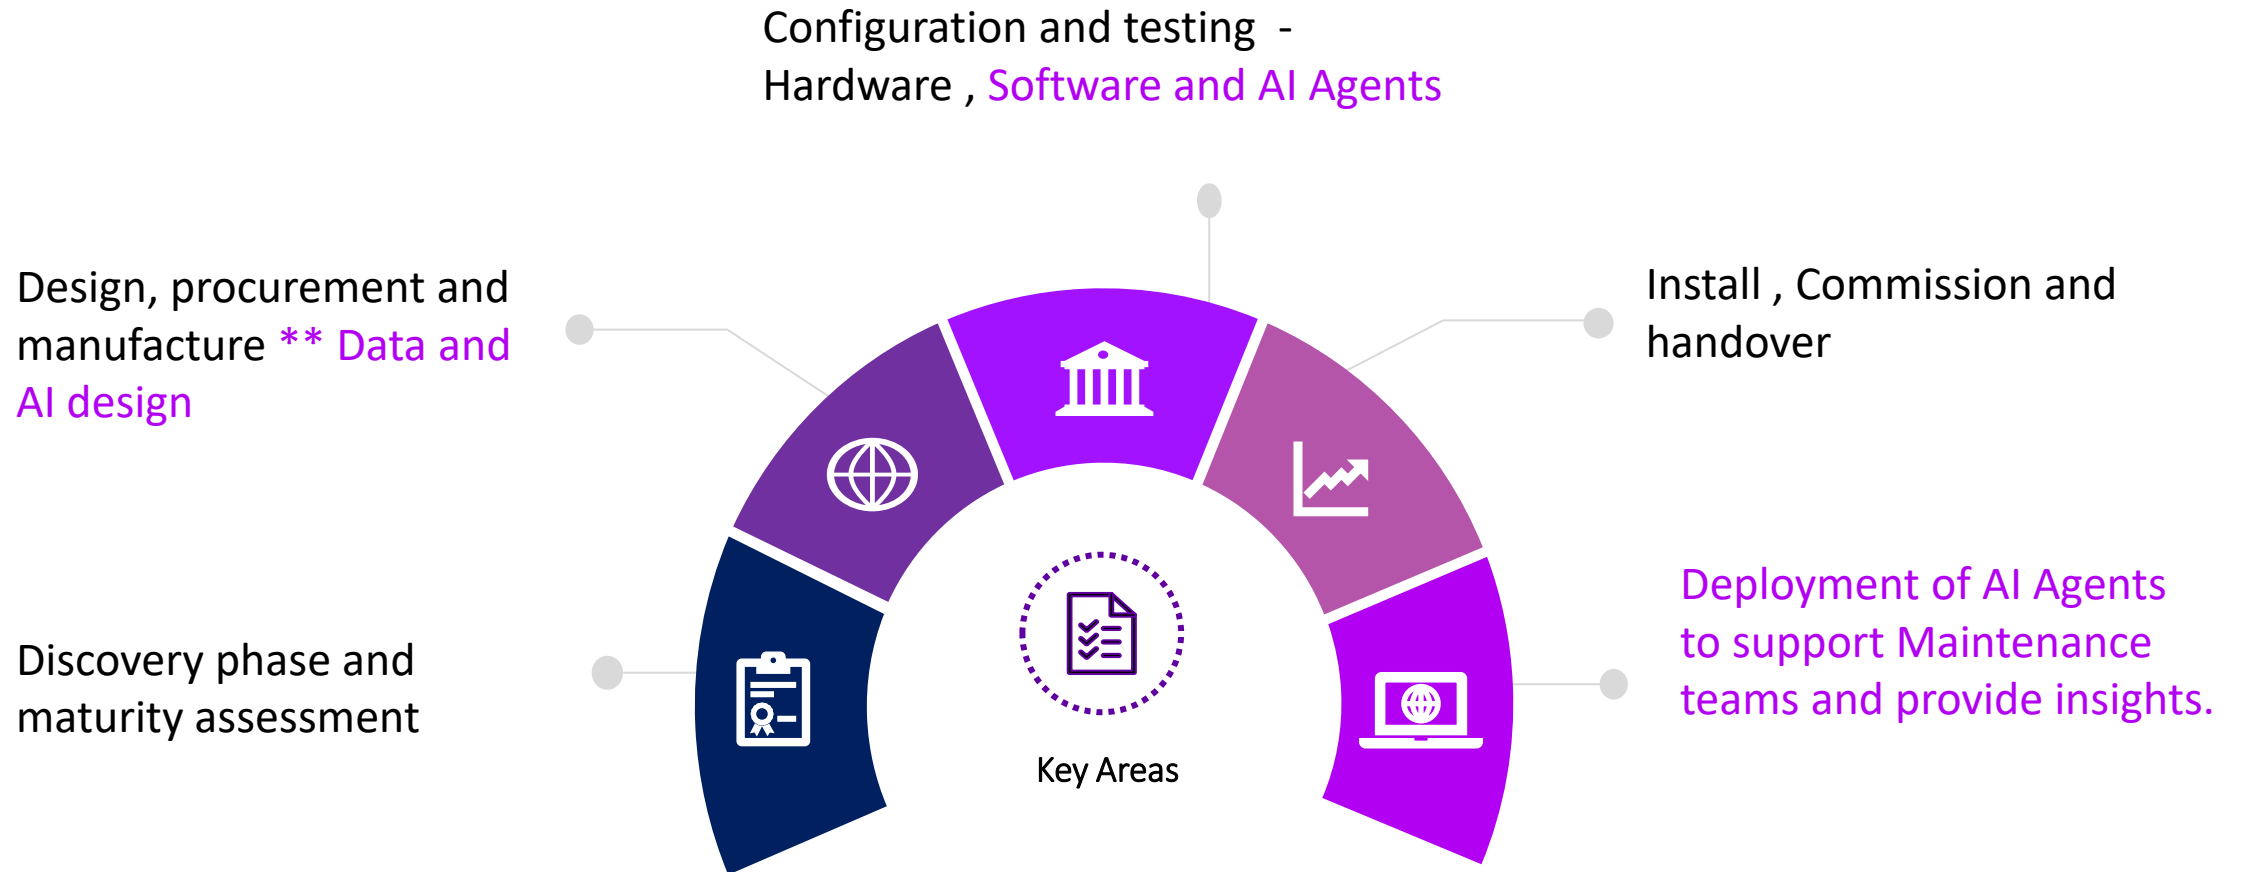 Configuration and testing  -
Hardware , Software and AI Agents
Design, procurement and
manufacture ** Data and
AI design
Install , Commission and
handover
Discovery phase and
maturity assessment
Deployment of AI Agents
to support Maintenance
teams and provide insights.
Key Areas